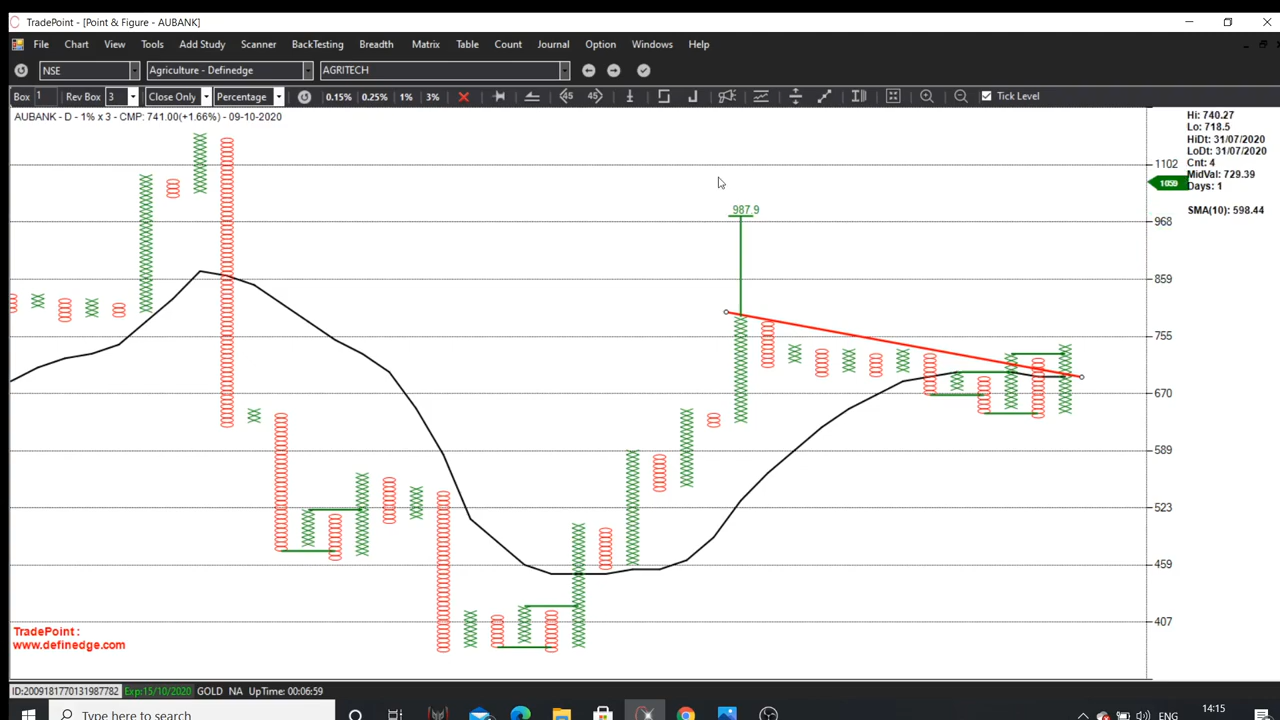 TradePoint - [Point & Figure - AUBANK]
File Chart View Tools Add Study Scanner BackTesting Breadth Matrix Table Count Journal Option Windows Help
NSE Agriculture - Definedge AGRITECH
Box 1 Rev Box 3 Close Only Percentage 0.15% 0.25% 1% 3% 45 45 Tick Level
AUBANK - D - 1% x 3 - CMP: 741.00(+1.66%) - 09-10-2020
Hi: 740.27
Lo: 718.5
HiDt: 31/07/2020
LoDt: 31/07/2020
Cnt: 4
MidVal: 729.39
Days: 1
SMA(10): 598.44
1102
1059
987.9
968
859
755
670
589
523
459
407
TradePoint :
www.definedge.com
ID:2009181770131987782 Exp:15/10/2020 GOLD NA UpTime: 00:06:59
Type here to search
ENG
14:15